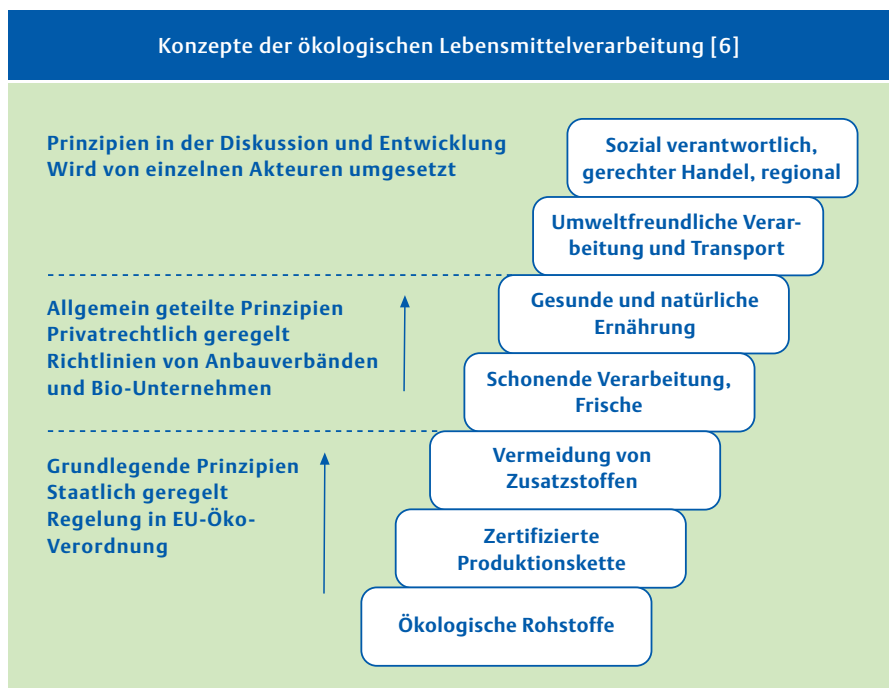 Konzepte der ökologischen Lebensmittelverarbeitung [6]
Prinzipien in der Diskussion und Entwicklung
Wird von einzelnen Akteuren umgesetzt
Sozial verantwortlich,
gerechter Handel, regional
Umweltfreundliche Verar-
beitung und Transport
Allgemein geteilte Prinzipien
Privatrechtlich geregelt
Richtlinien von Anbauverbänden
und Bio-Unternehmen
Gesunde und natürliche
Ernährung
Schonende Verarbeitung,
Frische
Grundlegende Prinzipien
Staatlich geregelt
Regelung in EU-Öko-
Verordnung
Vermeidung von
Zusatzstoffen
Zertifizierte
Produktionskette
Ökologische Rohstoffe